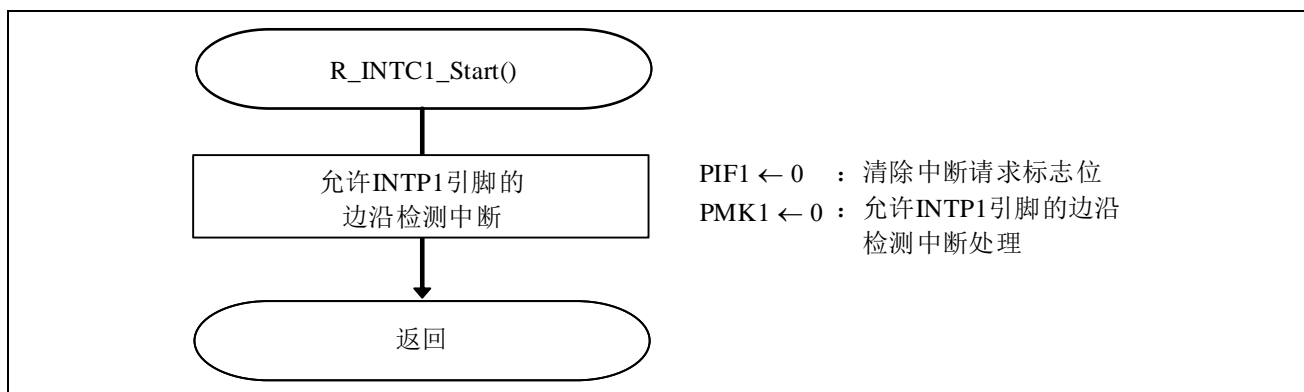 R_INTC1_Start()
允许INTP1引脚的
边沿检测中断
PIF1 ← 0 ：清除中断请求标志位
PMK1 ← 0 ：允许INTP1引脚的边沿
检测中断处理
返回